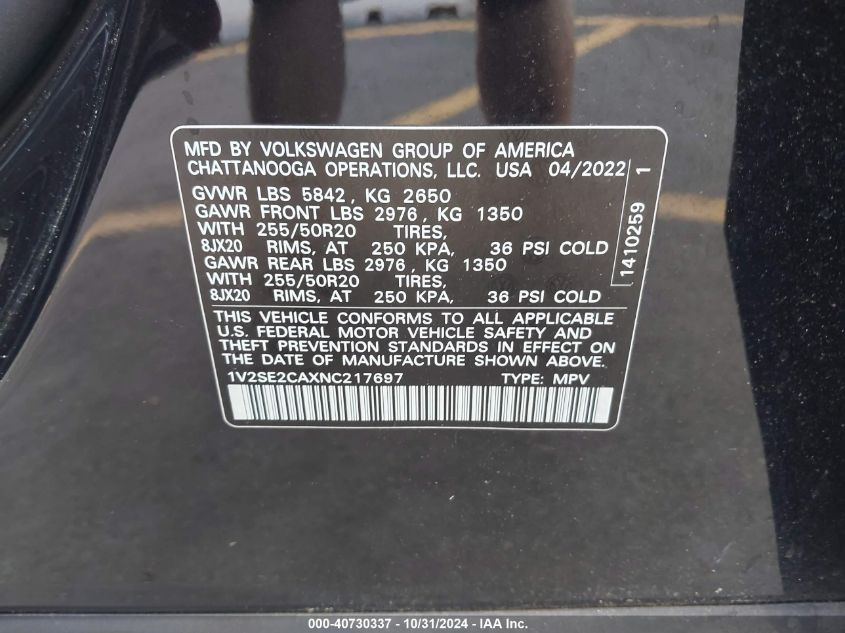 MFD BY VOLKSWAGEN GROUP OF AMERICA
CHATTANOOGA OPERATIONS, LLC. USA 04/2022
GVWR LBS 5842, KG 2650
GAWR FRONT LBS 2976, KG 1350
WITH 255/50R20 TIRES,
8JX20 RIMS, AT 250 KPA, 36 PSI COLD
GAWR REAR LBS 2976, KG 1350
WITH 255/50R20 TIRES,
8JX20 RIMS, AT 250 KPA, 36 PSI COLD
1410259 1
THIS VEHICLE CONFORMS TO ALL APPLICABLE
U.S. FEDERAL MOTOR VEHICLE SAFETY AND
THEFT PREVENTION STANDARDS IN EFFECT ON
THE DATE OF MANUFACTURE SHOWN ABOVE.
1V2SE2CAXNC217697 TYPE: MPV
000-40730337 - 10/31/2024 - IAA Inc.